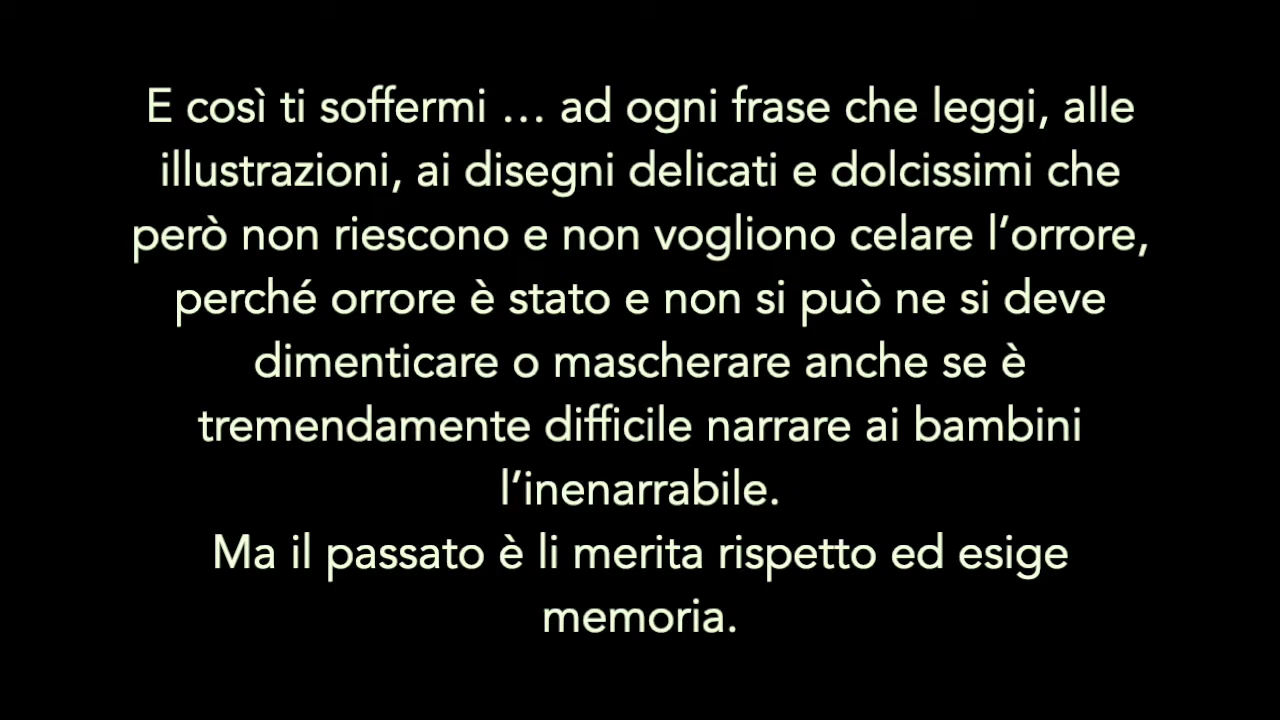 E così ti soffermi … ad ogni frase che leggi, alle
illustrazioni, ai disegni delicati e dolcissimi che
però non riescono e non vogliono celare l’orrore,
perché orrore è stato e non si può ne si deve
dimenticare o mascherare anche se è
tremendamente difficile narrare ai bambini
l’inenarrabile.
Ma il passato è li merita rispetto ed esige
memoria.